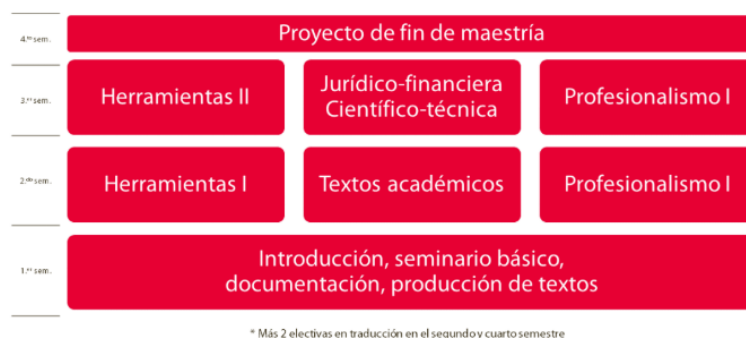 4.to sem.
Proyecto de fin de maestría
3.er sem.
Herramientas II
Jurídico-financiera
Científico-técnica
Profesionalismo I
2.do sem.
Herramientas I
Textos académicos
Profesionalismo I
1.er sem.
Introducción, seminario básico,
documentación, producción de textos
* Más 2 electivas en traducción en el segundo y cuarto semestre